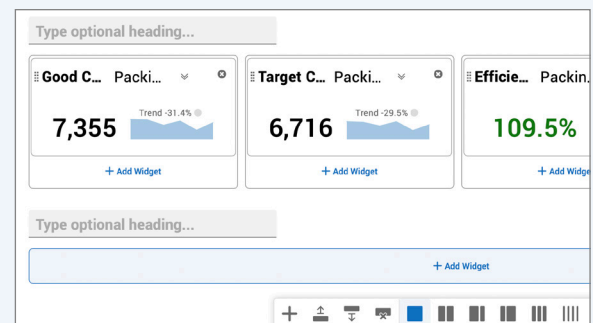 Type optional heading...
Good C... Packi...
Target C... Packi...
Efficie... Packin.
Trend -31.4%
Trend -29.5%
7,355
6,716
109.5%
+ Add Widget
+ Add Widget
+ Add Widge
Type optional heading...
+ Add Widget